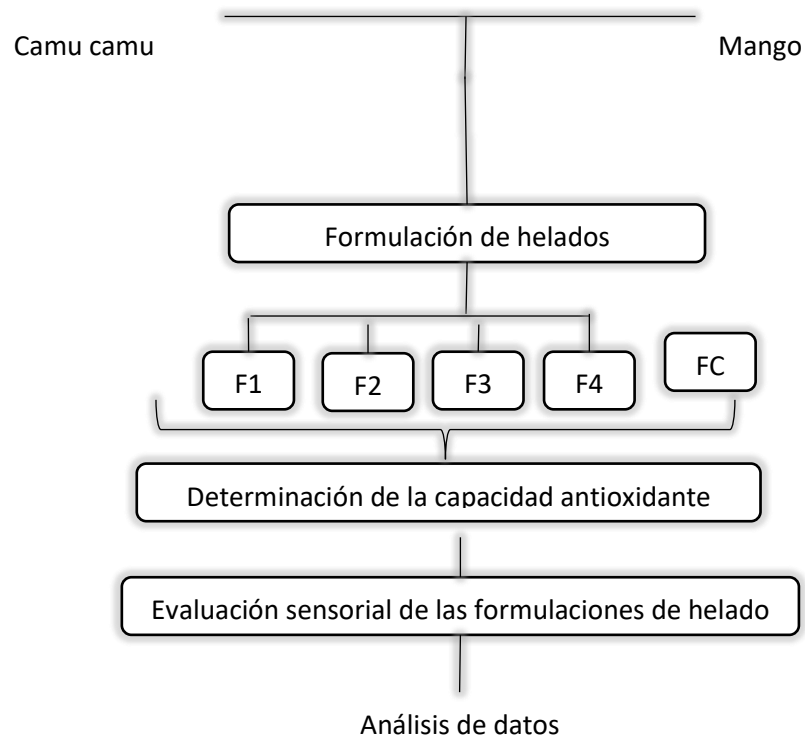 Camu camu
Mango
Formulación de helados
F1
F2
F3
F4
FC
Determinación de la capacidad antioxidante
Evaluación sensorial de las formulaciones de helado
Análisis de datos